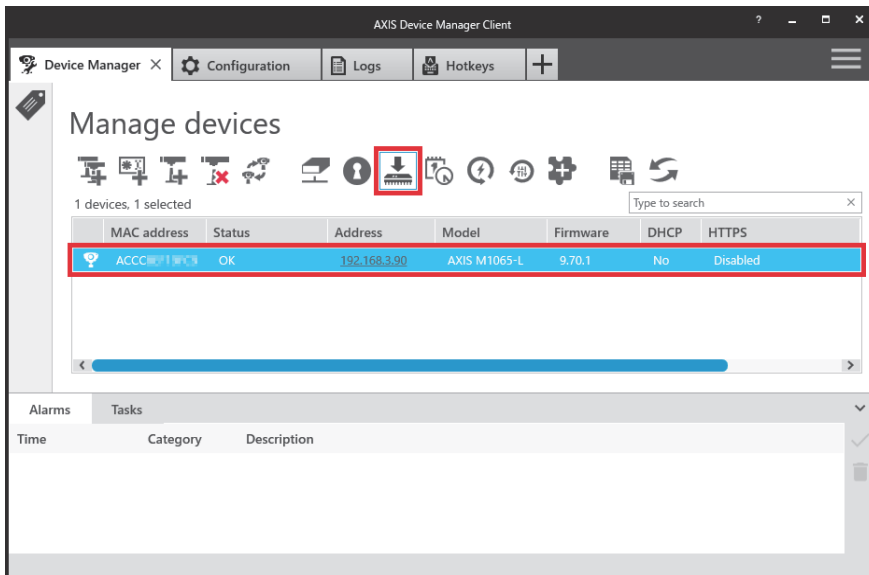 AXIS Device Manager Client
Device Manager Configuration Logs Hotkeys
Manage devices
1 devices, 1 selected
Type to search
MAC address Status Address Model Firmware DHCP HTTPS
OK 192.168.3.90 AXIS M1065-L 9.70.1 No Disabled
Alarms Tasks
Time Category Description